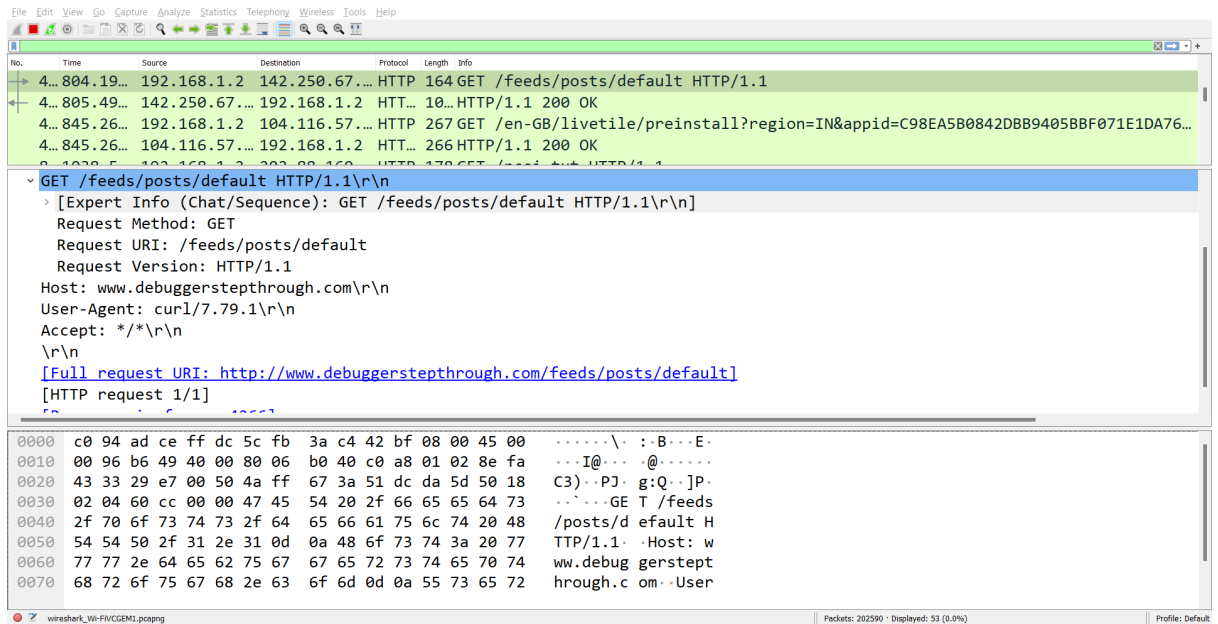 File Edit View Go Capture Analyze Statistics Telephony Wireless Tools Help
No. Time Source Destination Protocol Length Info
4… 804.19… 192.168.1.2 142.250.67.… HTTP 164 GET /feeds/posts/default HTTP/1.1
4… 805.49… 142.250.67.… 192.168.1.2 HTT… 10… HTTP/1.1 200 OK
4… 845.26… 192.168.1.2 104.116.57.… HTTP 267 GET /en-GB/livetile/preinstall?region=IN&appid=C98EA5B0842DBB9405BBF071E1DA76…
4… 845.26… 104.116.57.… 192.168.1.2 HTT… 266 HTTP/1.1 200 OK
GET /feeds/posts/default HTTP/1.1\r\n
[Expert Info (Chat/Sequence): GET /feeds/posts/default HTTP/1.1\r\n]
Request Method: GET
Request URI: /feeds/posts/default
Request Version: HTTP/1.1
Host: www.debuggerstepthrough.com\r\n
User-Agent: curl/7.79.1\r\n
Accept: */*\r\n
\r\n
[Full request URI: http://www.debuggerstepthrough.com/feeds/posts/default]
[HTTP request 1/1]
0000 c0 94 ad ce ff dc 5c fb 3a c4 42 bf 08 00 45 00 ······\· :·B···E·
0010 00 96 b6 49 40 00 80 06 b0 40 c0 a8 01 02 8e fa ···I@··· ·@······
0020 43 33 29 e7 00 50 4a ff 67 3a 51 dc da 5d 50 18 C3)··PJ· g:Q··]P·
0030 02 04 60 cc 00 00 47 45 54 20 2f 66 65 65 64 73 ··`···GE T /feeds
0040 2f 70 6f 73 74 73 2f 64 65 66 61 75 6c 74 20 48 /posts/d efault H
0050 54 54 50 2f 31 2e 31 0d 0a 48 6f 73 74 3a 20 77 TTP/1.1· ·Host: w
0060 77 77 2e 64 65 62 75 67 67 65 72 73 74 65 70 74 ww.debug gerstept
0070 68 72 6f 75 67 68 2e 63 6f 6d 0d 0a 55 73 65 72 hrough.c om··User
wireshark_Wi-FiVCGEM1.pcapng Packets: 202590 · Displayed: 53 (0.0%) Profile: Default